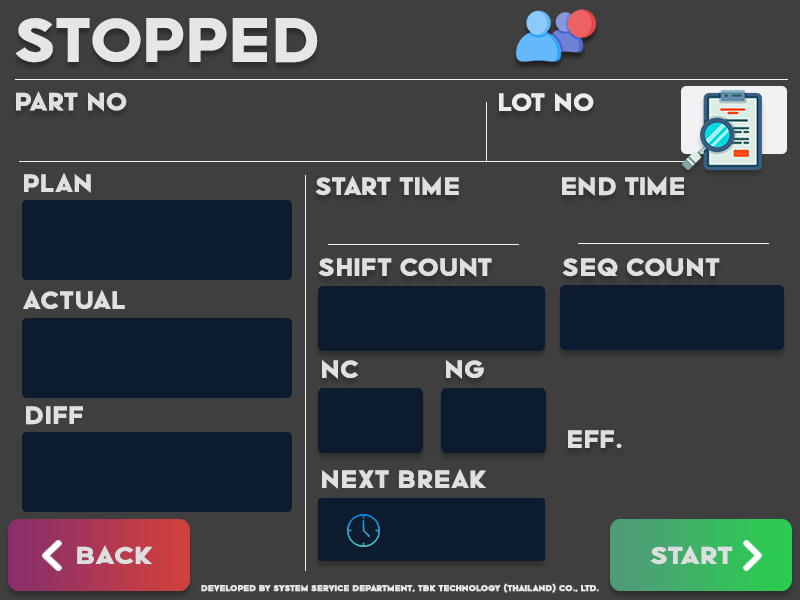 STOPPED
PART NO
LOT NO
PLAN
START TIME
END TIME
SHIFT COUNT
SEQ COUNT
ACTUAL
NC
NG
DIFF
EFF.
NEXT BREAK
BACK
START
DEVELOPED BY SYSTEM SERVICE DEPARTMENT, TBK TECHNOLOGY (THAILAND) CO., LTD.